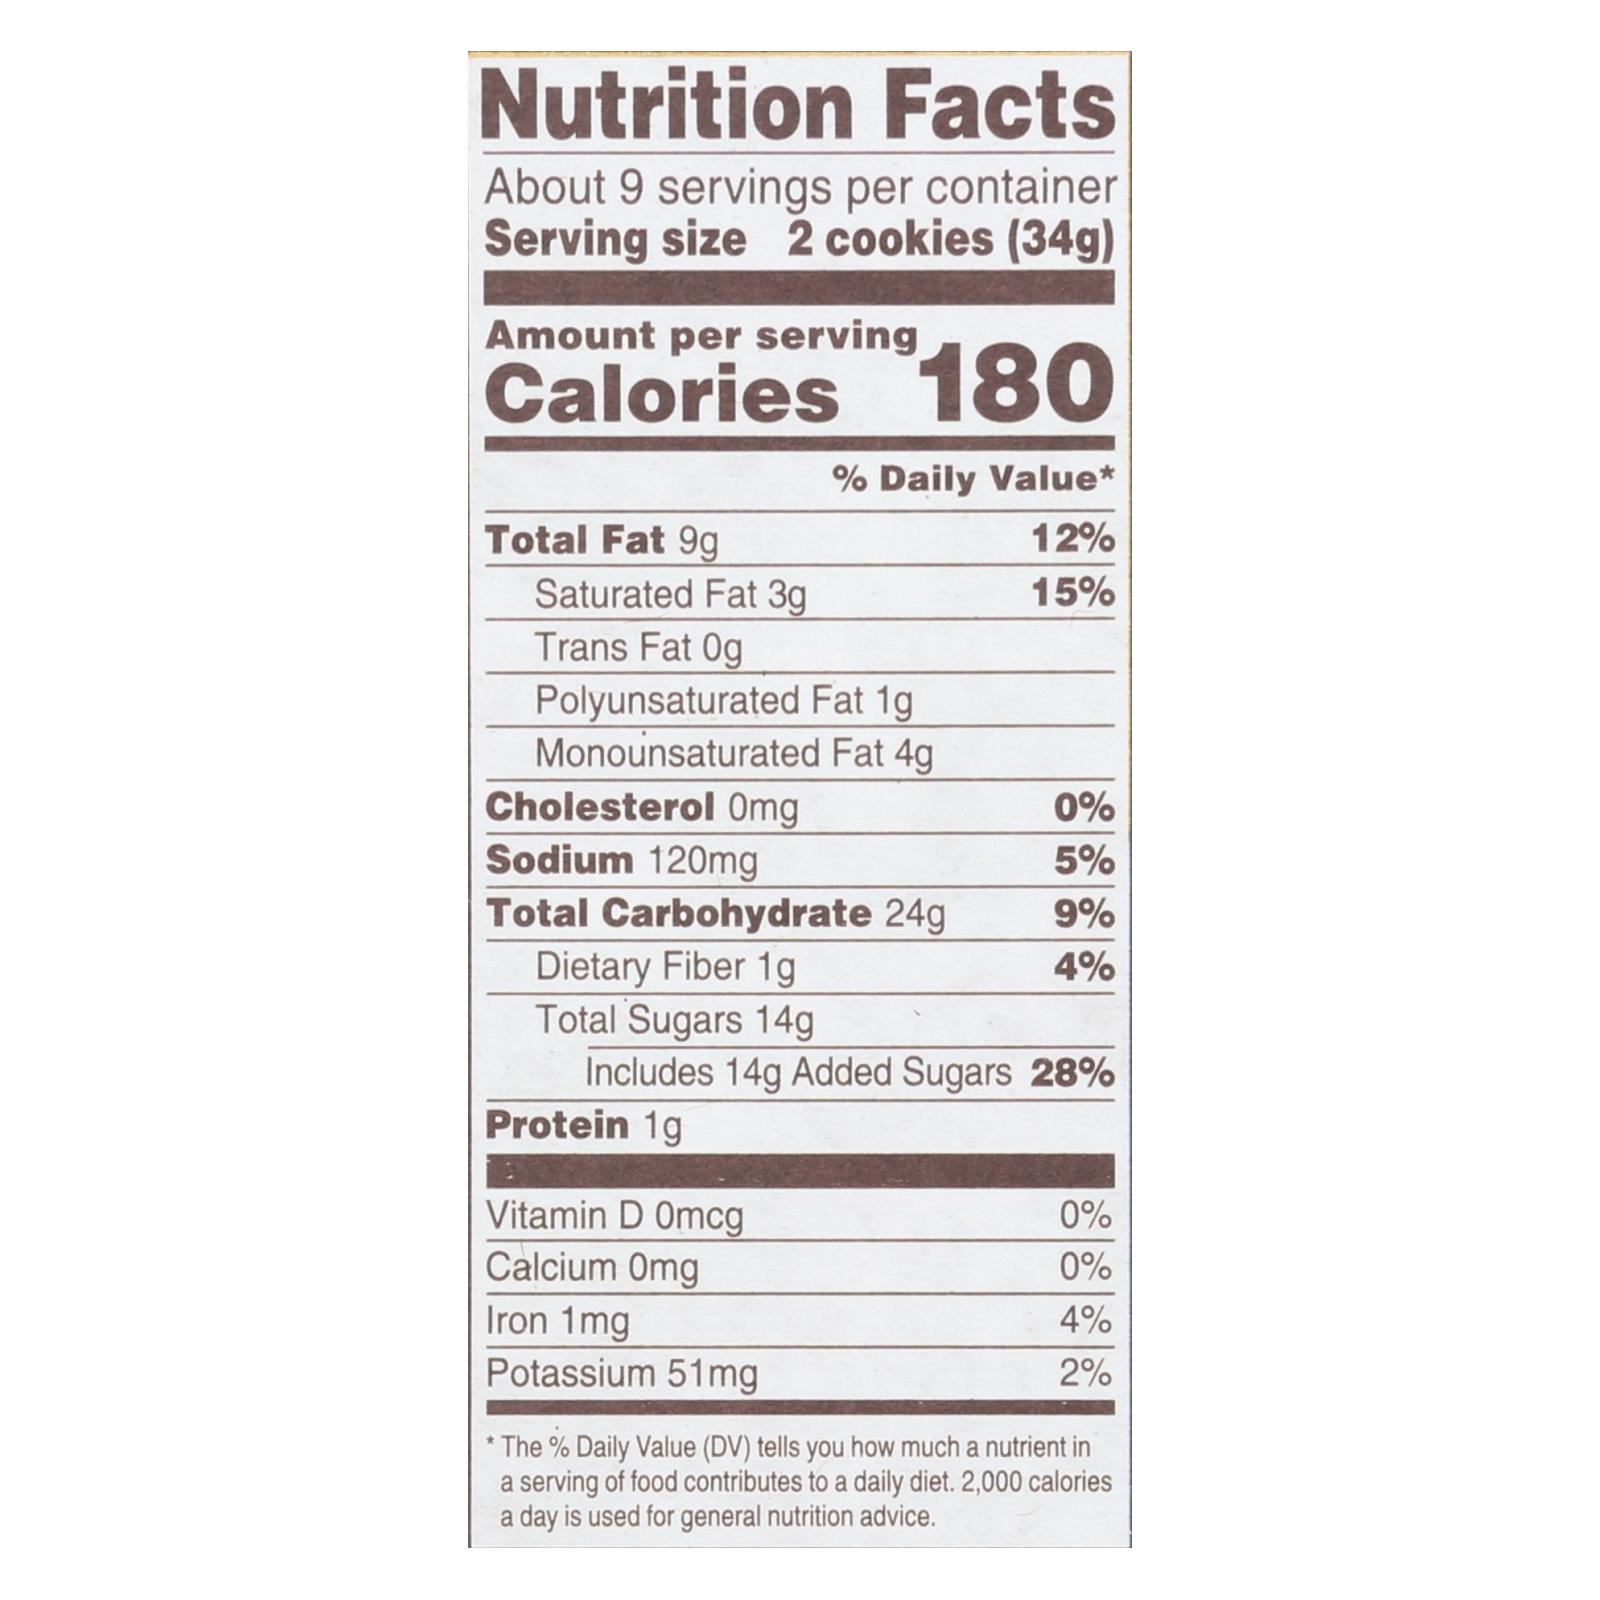 Nutrition Facts
About 9 servings per container
Serving size 2 cookies (34g)
Amount per serving
Calories 180
% Daily Value*
Total Fat 9g 12%
Saturated Fat 3g 15%
Trans Fat 0g
Polyunsaturated Fat 1g
Monounsaturated Fat 4g
Cholesterol 0mg 0%
Sodium 120mg 5%
Total Carbohydrate 24g 9%
Dietary Fiber 1g 4%
Total Sugars 14g
Includes 14g Added Sugars 28%
Protein 1g
Vitamin D 0mcg 0%
Calcium 0mg 0%
Iron 1mg 4%
Potassium 51mg 2%
* The % Daily Value (DV) tells you how much a nutrient in
a serving of food contributes to a daily diet. 2,000 calories
a day is used for general nutrition advice.